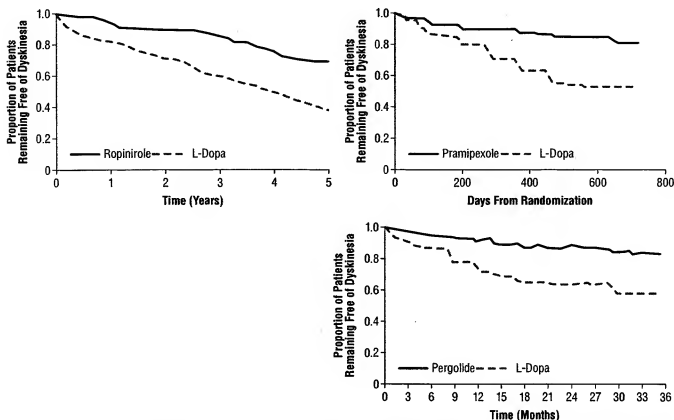 Proportion of Patients
Remaining Free of Dyskinesia
1.0
0.8
0.6
0.4
0.2
0
Ropinirole
L-Dopa
0 1 2 3 4 5
Time (Years)
Proportion of Patients
Remaining Free of Dyskinesia
1.0
0.8
0.6
0.4
0.2
0
Pramipexole
L-Dopa
0 200 400 600 800
Days From Randomization
Proportion of Patients
Remaining Free of Dyskinesia
1.0
0.8
0.6
0.4
0.2
0
Pergolide
L-Dopa
0 3 6 9 12 15 18 21 24 27 30 33 36
Time (Months)